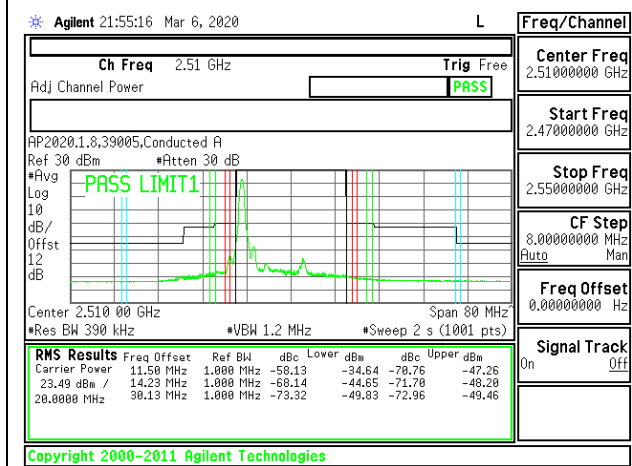 Agilent 21:55:16 Mar 6, 2020 L
Freq/Channel
Ch Freq 2.51 GHz Trig Free
Adj Channel Power PASS
Center Freq
2.51000000 GHz
Start Freq
2.47000000 GHz
Stop Freq
2.55000000 GHz
CF Step
8.00000000 MHz
Auto Man
Freq Offset
0.00000000 Hz
Signal Track
On Off
AP2020.1.8,39005,Conducted A
Ref 30 dBm #Atten 30 dB
#Avg
Log
10
dB/
Offst
12
dB
PASS LIMIT1
Center 2.510 00 GHz Span 80 MHz
#Res BW 390 kHz #VBW 1.2 MHz #Sweep 2 s (1001 pts)
RMS Results Freq Offset Ref BW dBc Lower dBm dBc Upper dBm
Carrier Power 11.50 MHz 1.000 MHz -58.13 -34.64 -70.76 -47.26
23.49 dBm / 14.23 MHz 1.000 MHz -68.14 -44.65 -71.70 -48.20
20.0000 MHz 30.13 MHz 1.000 MHz -73.32 -49.83 -72.96 -49.46
Copyright 2000-2011 Agilent Technologies